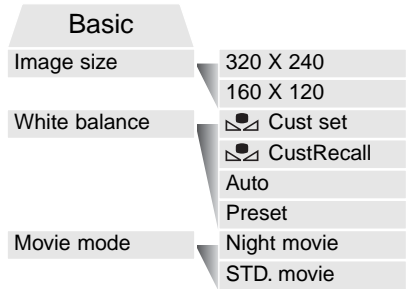 Basic
Image size
320 X 240
160 X 120
White balance
Cust set
CustRecall
Auto
Preset
Movie mode
Night movie
STD. movie